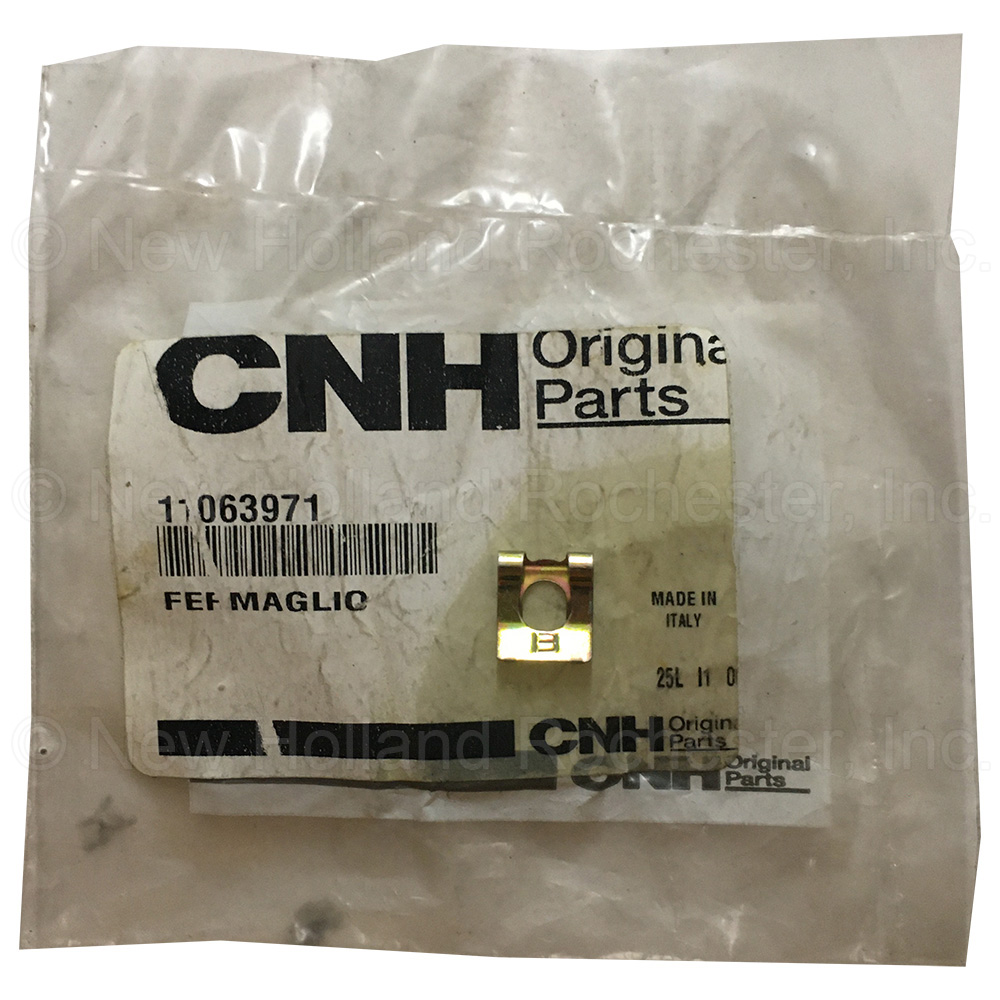 © New Holland Rochester, Inc.
CNH Original
Parts
© New Holland Rochester, Inc.
11063971
FERMAGLIO
B
MADE IN
ITALY
25L I1 0
© New Holland Rochester, Inc.
CNH Origin
Parts
CNH Original
Parts